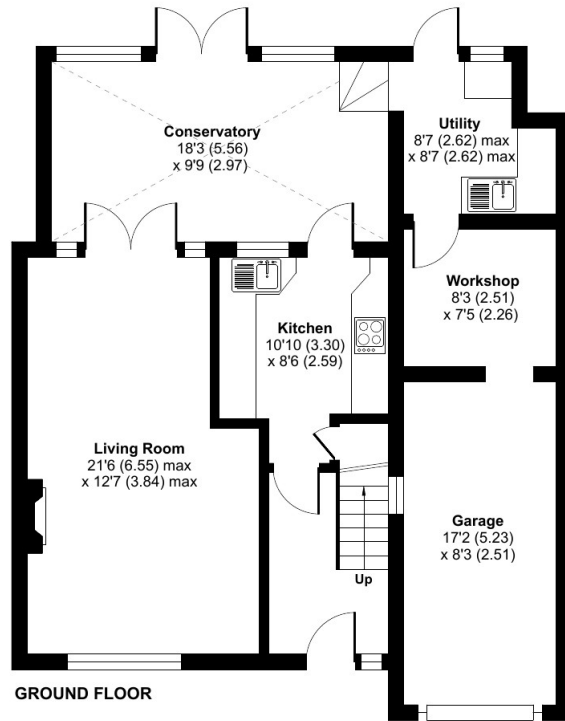 Conservatory
18'3 (5.56)
x 9'9 (2.97)
Utility
8'7 (2.62) max
x 8'7 (2.62) max
Workshop
8'3 (2.51)
x 7'5 (2.26)
Kitchen
10'10 (3.30)
x 8'6 (2.59)
Living Room
21'6 (6.55) max
x 12'7 (3.84) max
Garage
17'2 (5.23)
x 8'3 (2.51)
Up
GROUND FLOOR